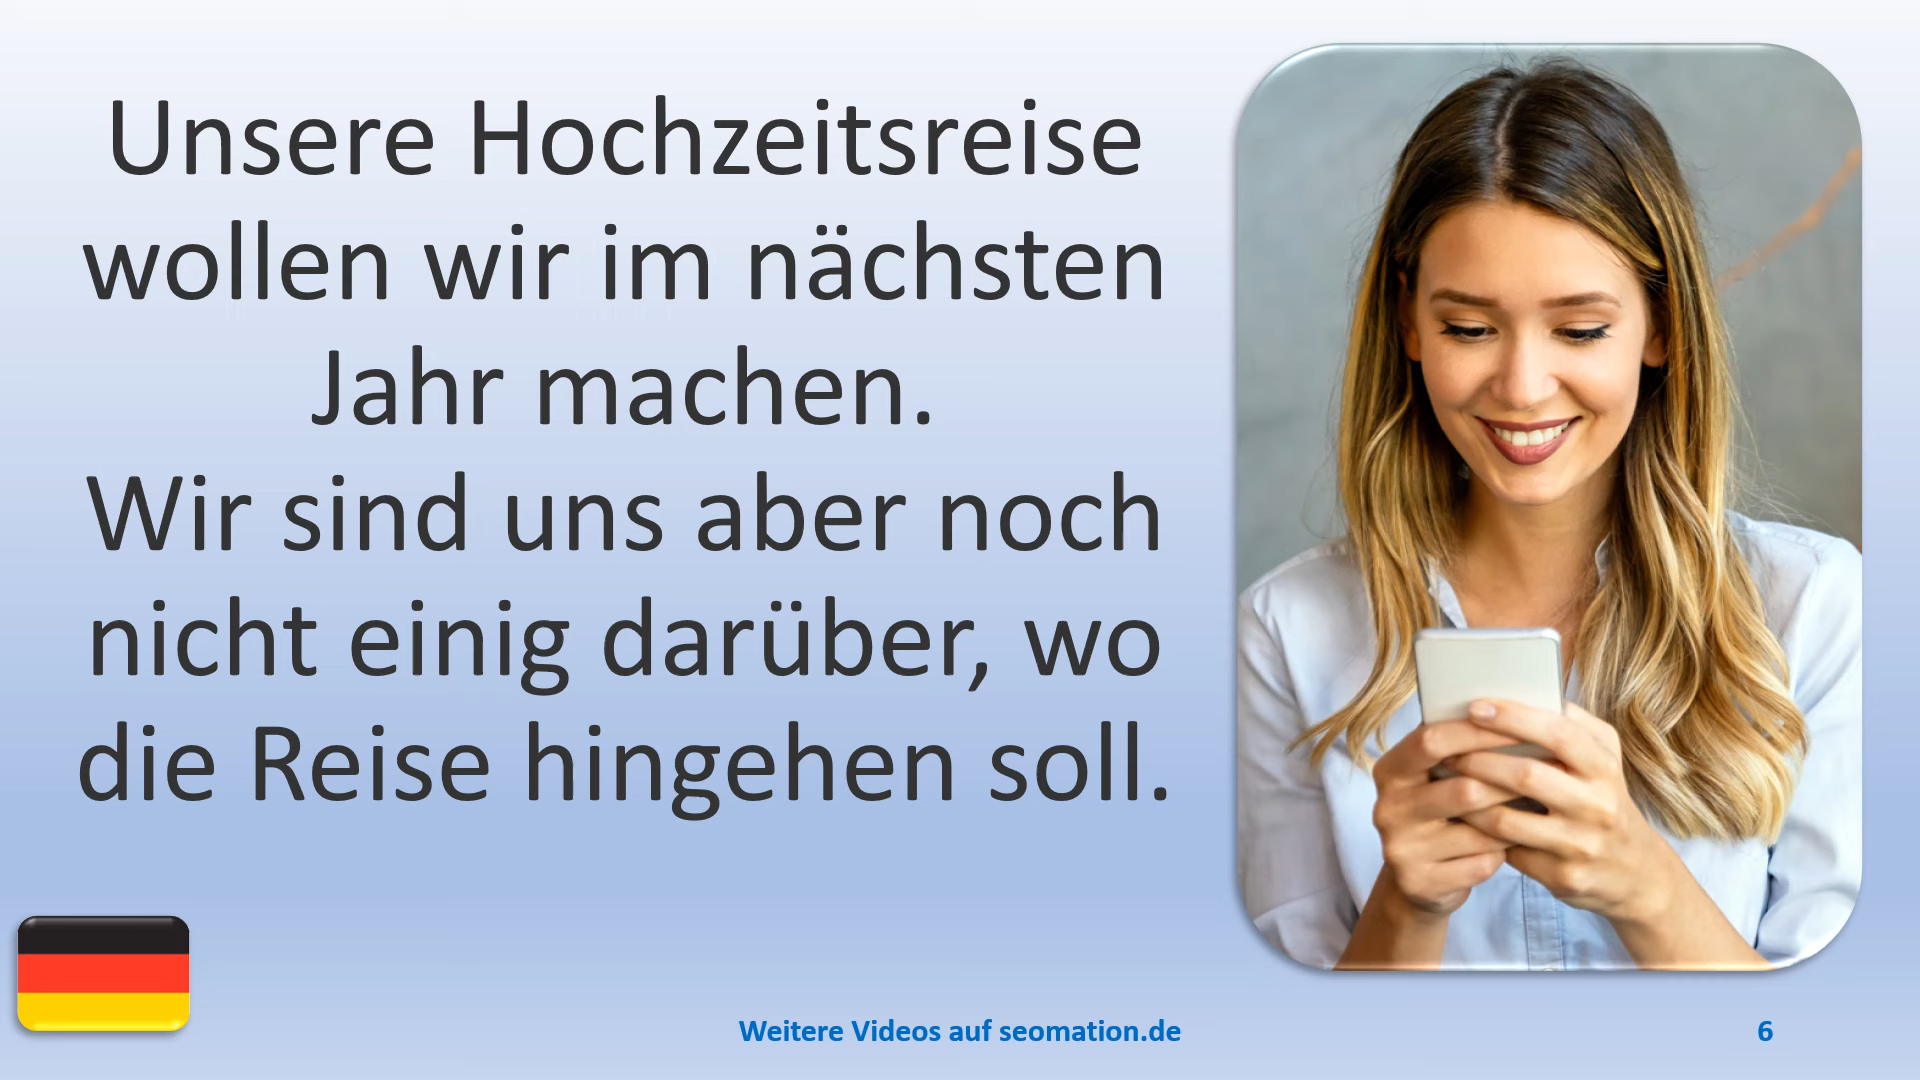 Unsere Hochzeitsreise
wollen wir im nächsten
Jahr machen.
Wir sind uns aber noch
nicht einig darüber, wo
die Reise hingehen soll.
Weitere Videos auf seomation.de
6